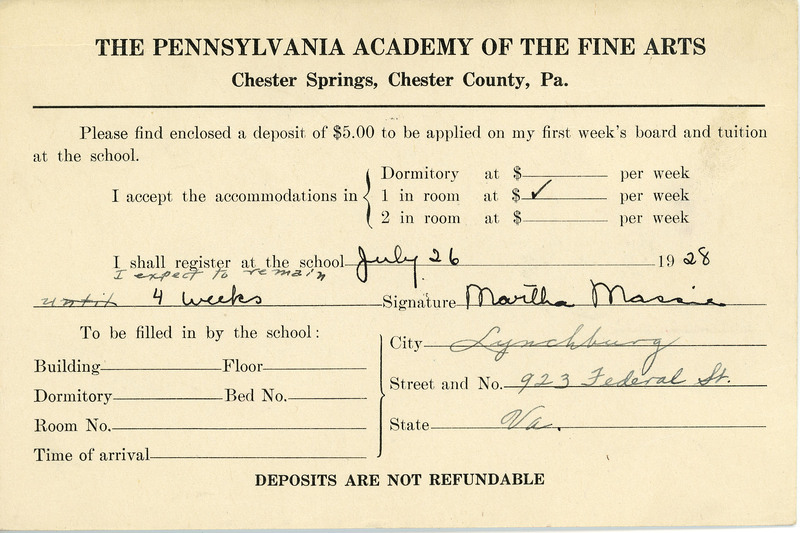 THE PENNSYLVANIA ACADEMY OF THE FINE ARTS
Chester Springs, Chester County, Pa.
Please find enclosed a deposit of $5.00 to be applied on my first week's board and tuition
at the school.
I accept the accommodations in
Dormitory at $ per week
1 in room at $ ✓ per week
2 in room at $ per week
I shall register at the school July 26 1928
I expect to remain
until 4 weeks Signature Martha Massie
To be filled in by the school:
Building Floor
Dormitory Bed No.
Room No.
Time of arrival
City Lynchburg
Street and No. 923 Federal St.
State Va.
DEPOSITS ARE NOT REFUNDABLE